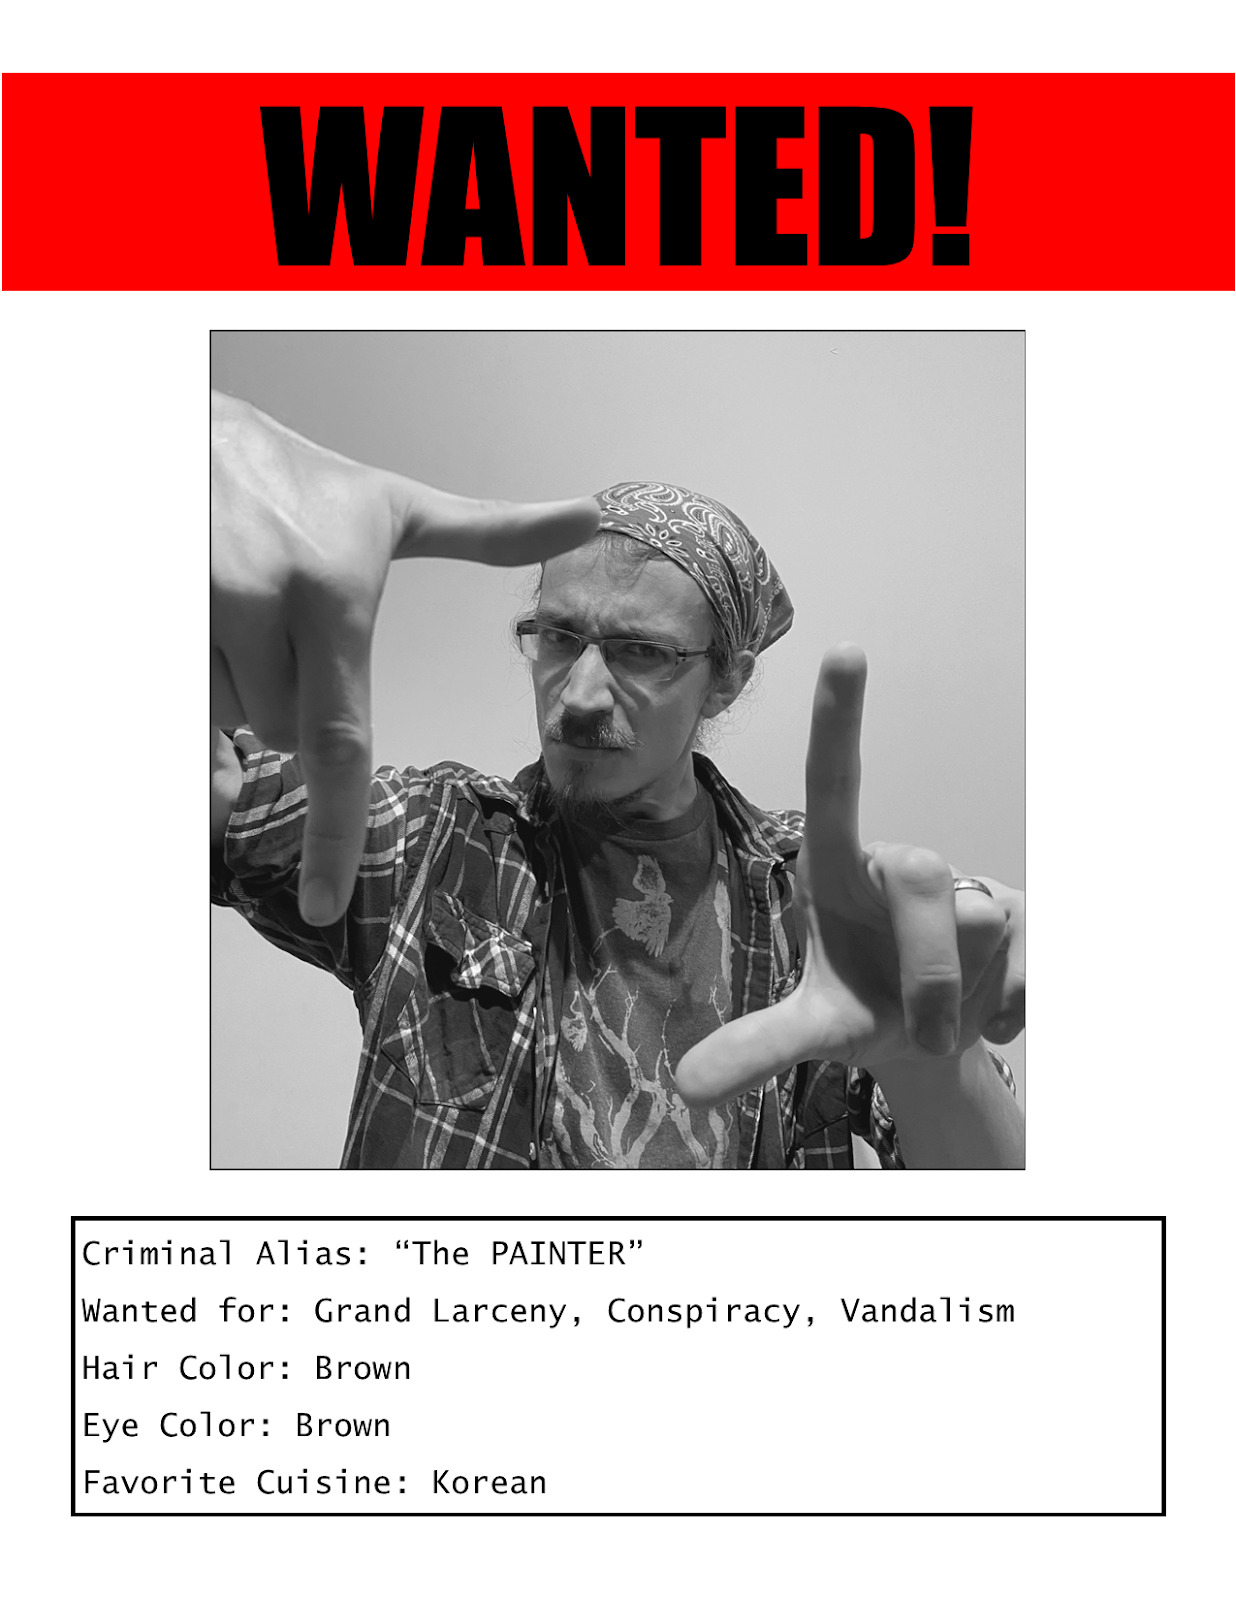 WANTED!
Criminal Alias: “The PAINTER”
Wanted for: Grand Larceny, Conspiracy, Vandalism
Hair Color: Brown
Eye Color: Brown
Favorite Cuisine: Korean